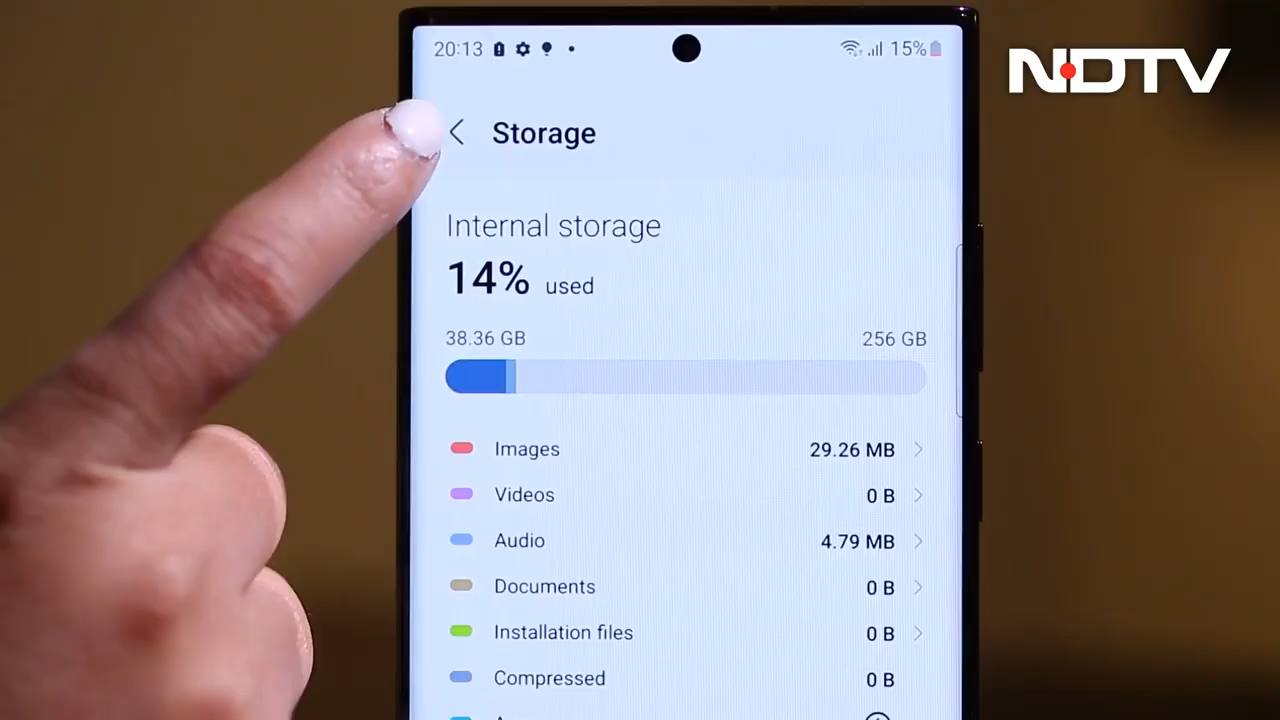 20:13
15%
NDTV
Storage
Internal storage
14% used
38.36 GB
256 GB
Images
29.26 MB
Videos
0 B
Audio
4.79 MB
Documents
0 B
Installation files
0 B
Compressed
0 B